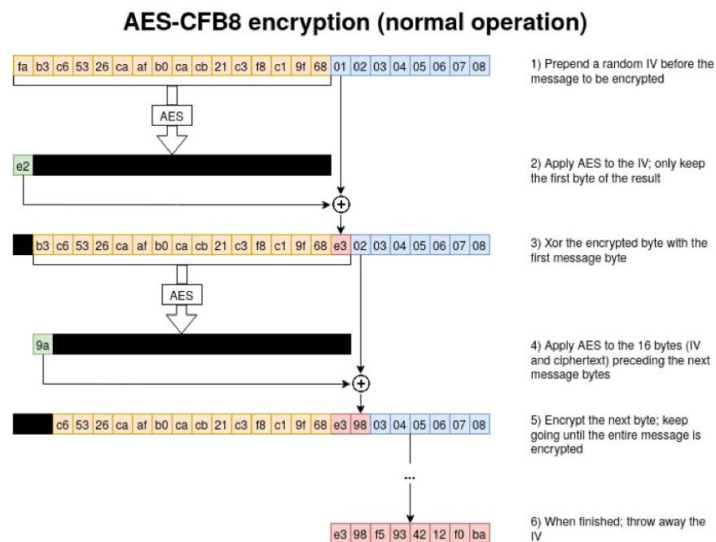 AES-CFB8 encryption (normal operation)
fa b3 c6 53 26 ca af b0 ca cb 21 c3 f8 c1 9f 68 01 02 03 04 05 06 07 08
1) Prepend a random IV before the
message to be encrypted
AES
e2
2) Apply AES to the IV; only keep
the first byte of the result
b3 c6 53 26 ca af b0 ca cb 21 c3 f8 c1 9f 68 e3 02 03 04 05 06 07 08
3) Xor the encrypted byte with the
first message byte
AES
9a
4) Apply AES to the 16 bytes (IV
and ciphertext) preceding the next
message bytes
c6 53 26 ca af b0 ca cb 21 c3 f8 c1 9f 68 e3 98 03 04 05 06 07 08
5) Encrypt the next byte; keep
going until the entire message is
encrypted
...
e3 98 f5 93 42 12 f0 ba
6) When finished; throw away the
IV